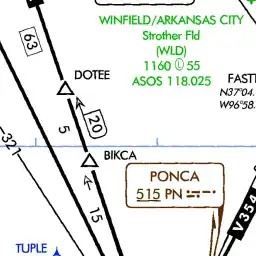 WINFIELD/ARKANSAS CITY
Strother Fld
(WLD)
1160 Ⓛ 55
ASOS 118.025
63
DOTEE
FASTT
N37°04.
W96°58.
20
5
321
BIKCA
PONCA
515 PN
15
V354
TUPLE